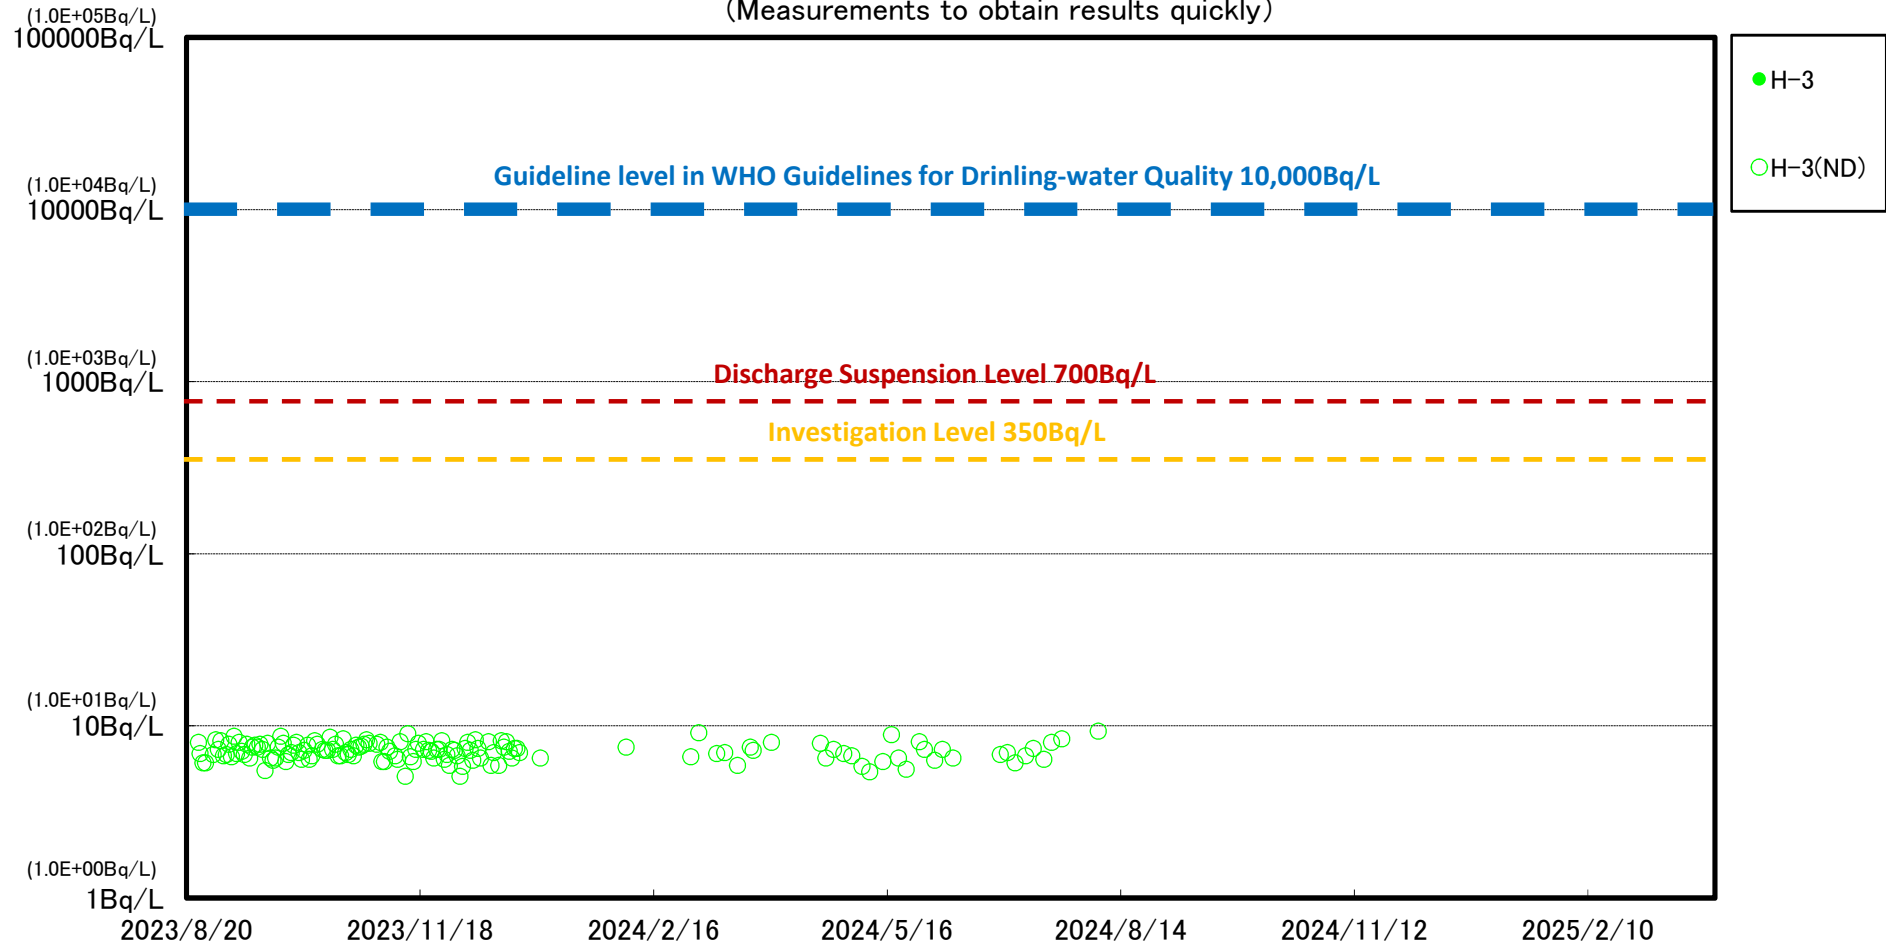 (Measurements to obtain results quickly)
(1.0E+05Bq/L)
100000Bq/L
H-3
H-3(ND)
Guideline level in WHO Guidelines for Drinling-water Quality 10,000Bq/L
(1.0E+04Bq/L)
10000Bq/L
(1.0E+03Bq/L)
1000Bq/L
Discharge Suspension Level 700Bq/L
Investigation Level 350Bq/L
(1.0E+02Bq/L)
100Bq/L
(1.0E+01Bq/L)
10Bq/L
(1.0E+00Bq/L)
1Bq/L
2023/8/20 2023/11/18 2024/2/16 2024/5/16 2024/8/14 2024/11/12 2025/2/10